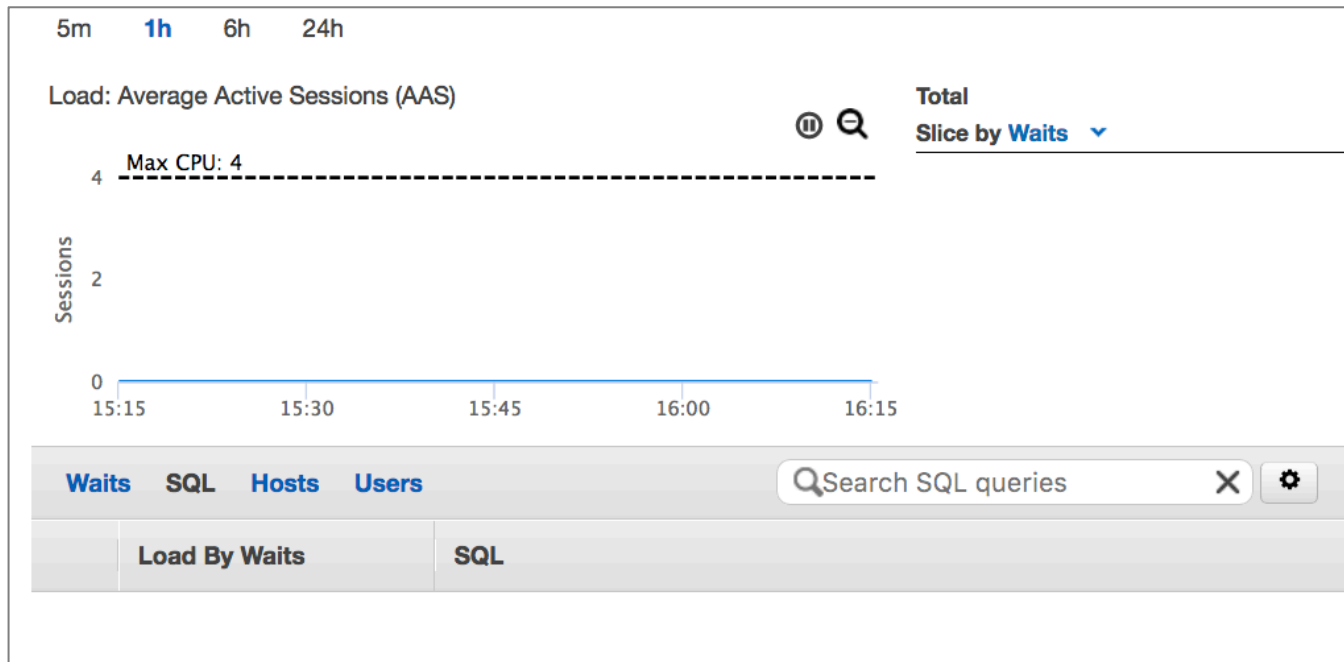 5m 1h 6h 24h
Load: Average Active Sessions (AAS)
Total
Slice by Waits
Max CPU: 4
4
Sessions
2
0
15:15 15:30 15:45 16:00 16:15
Waits SQL Hosts Users
Search SQL queries
Load By Waits SQL